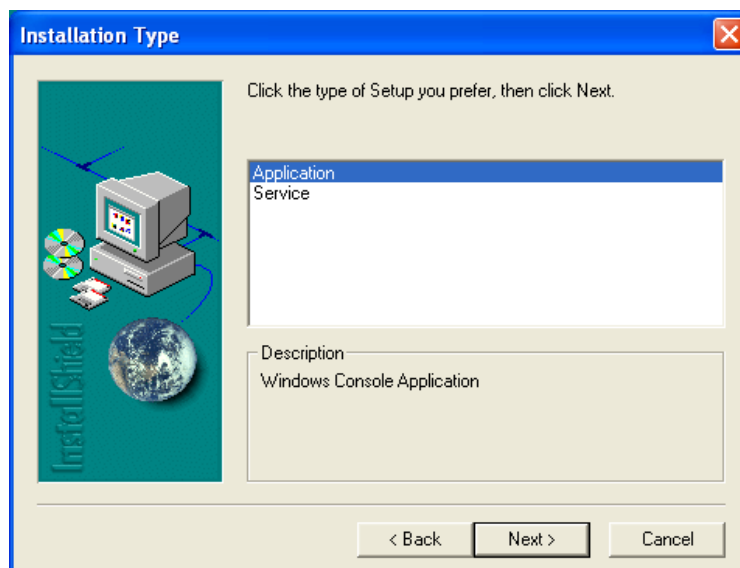 Installation Type
Click the type of Setup you prefer, then click Next.
Application
Service
InstallShield
Description
Windows Console Application
< Back
Next >
Cancel